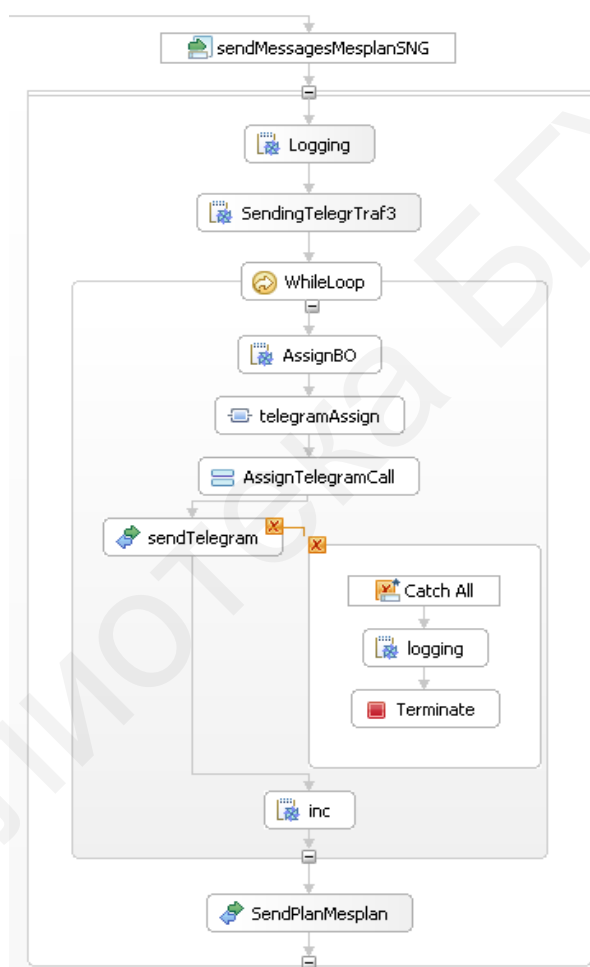 sendMessagesMesplanSNG
Logging
SendingTelegrTraf3
WhileLoop
AssignBO
telegramAssign
AssignTelegramCall
sendTelegram
Catch All
logging
Terminate
inc
SendPlanMesplan